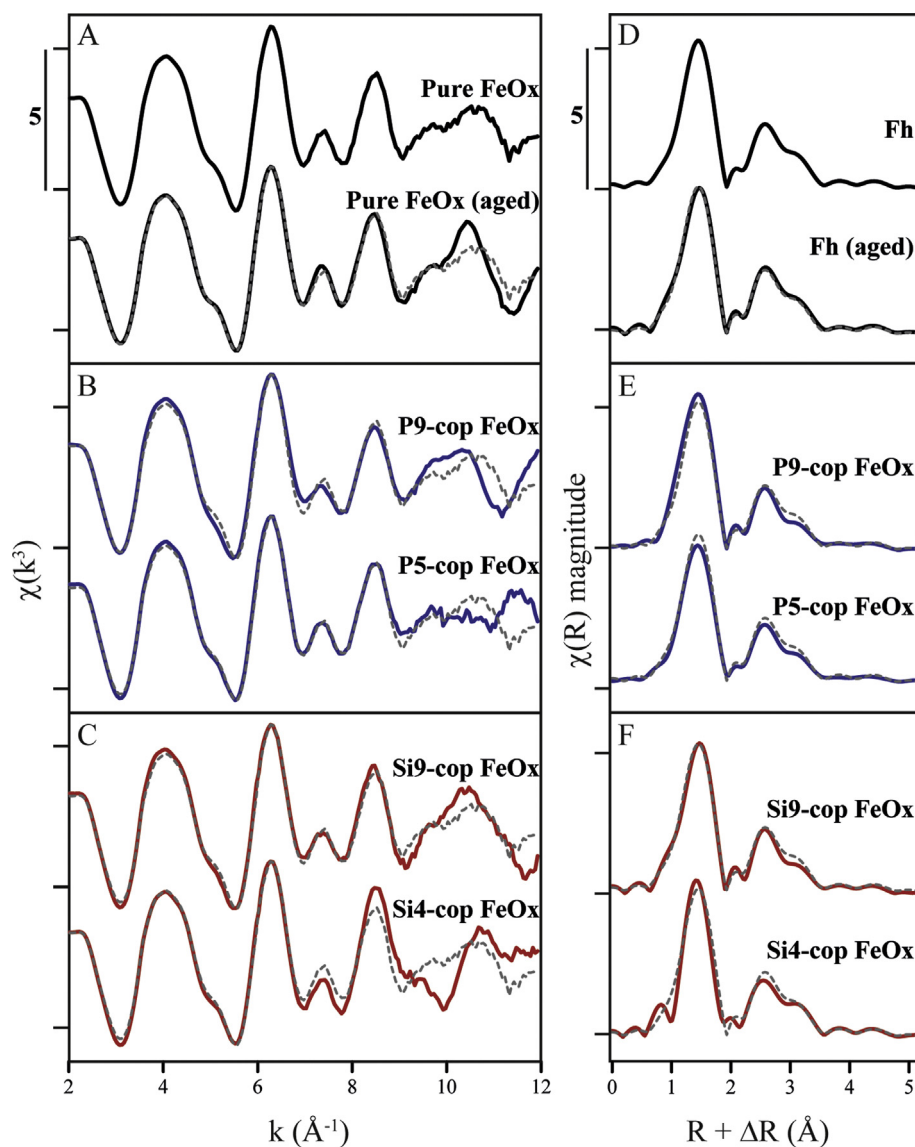 A
5
Pure FeOx
Pure FeOx (aged)
D
5
Fh
Fh (aged)
B
P9-cop FeOx
P5-cop FeOx
E
P9-cop FeOx
P5-cop FeOx
χ(k³)
χ(R) magnitude
C
Si9-cop FeOx
Si4-cop FeOx
F
Si9-cop FeOx
Si4-cop FeOx
2 4 6 8 10 12
0 1 2 3 4 5
k (Å⁻¹)
R + ΔR (Å)